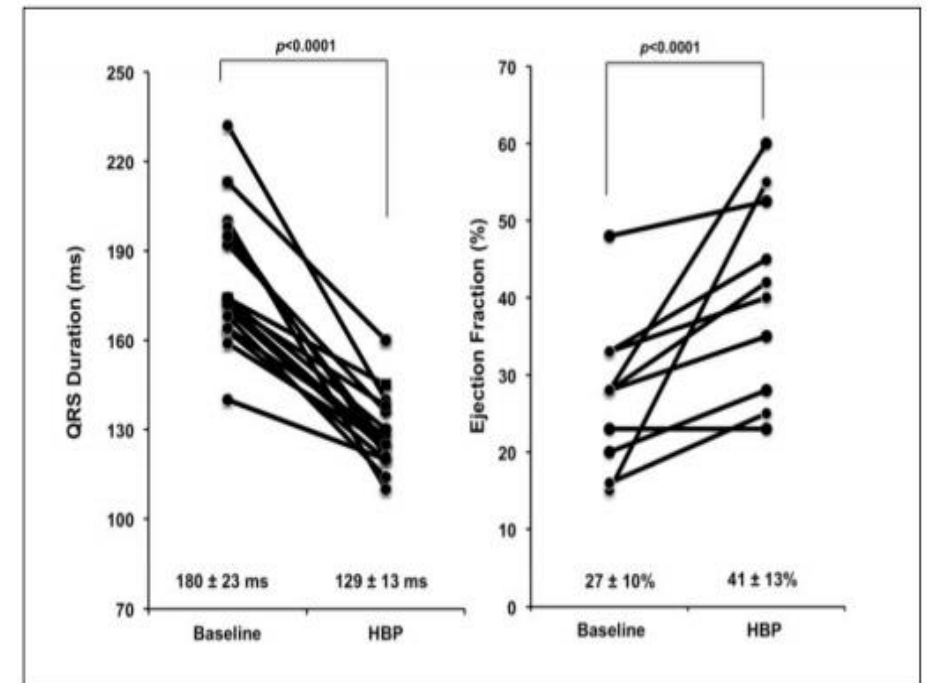 p<0.0001
250
220
190
160
130
100
70
QRS Duration (ms)
180 ± 23 ms
129 ± 13 ms
Baseline
HBP
p<0.0001
70
60
50
40
30
20
10
0
Ejection Fraction (%)
27 ± 10%
41 ± 13%
Baseline
HBP